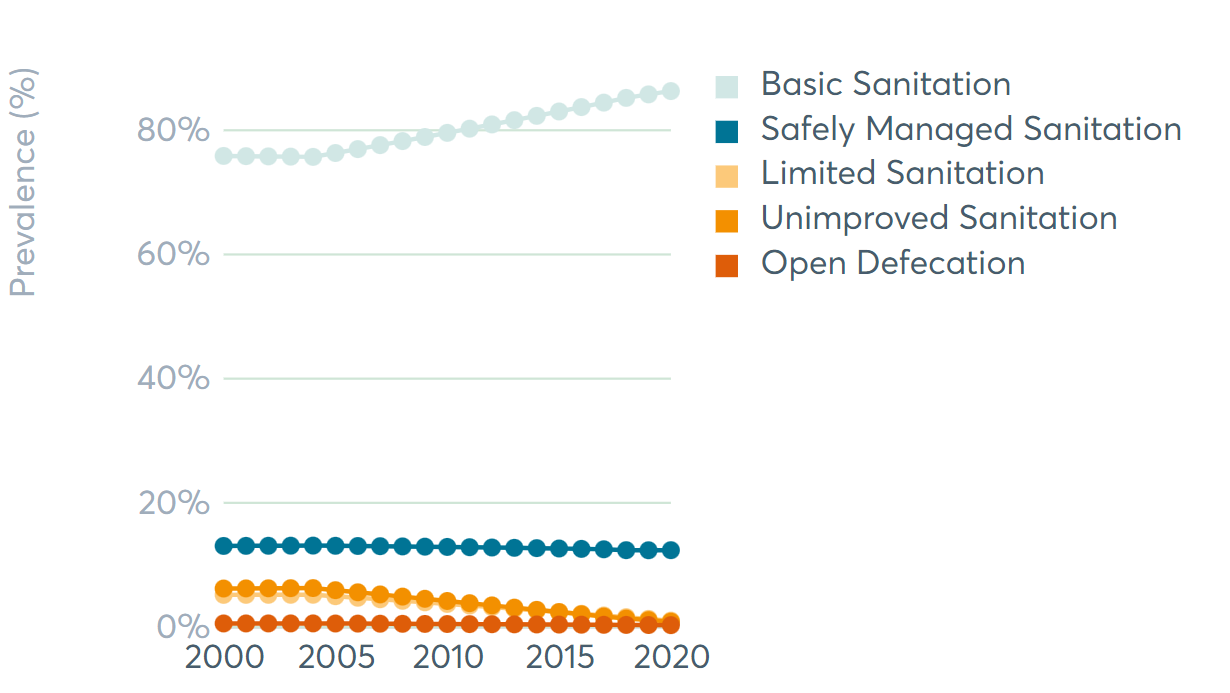 Prevalence (%)
80%
60%
40%
20%
0%
2000 2005 2010 2015 2020
Basic Sanitation
Safely Managed Sanitation
Limited Sanitation
Unimproved Sanitation
Open Defecation